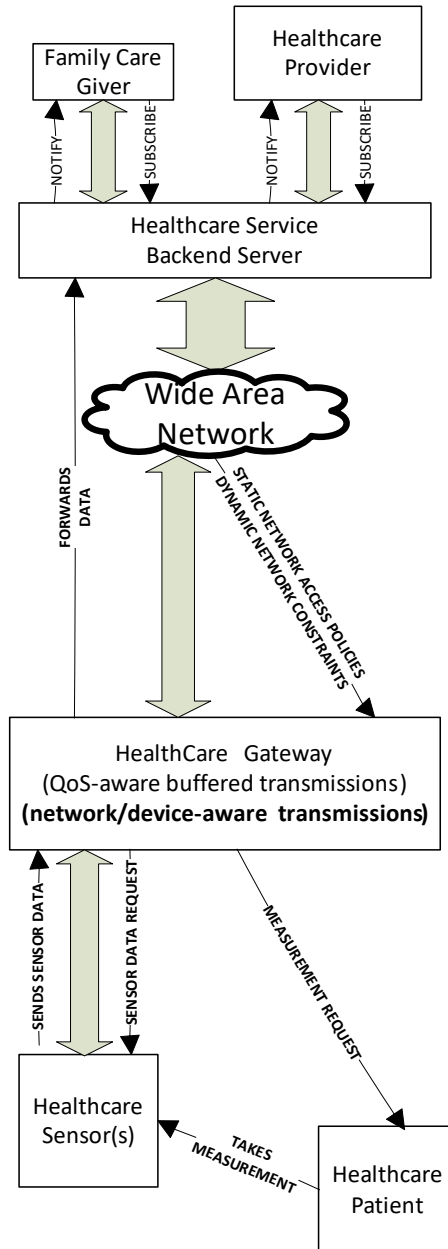 Family Care
Giver
Healthcare
Provider
NOTIFY
SUBSCRIBE
NOTIFY
SUBSCRIBE
Healthcare Service
Backend Server
Wide Area
Network
FORWARDS
DATA
STATIC NETWORK ACCESS POLICIES
DYNAMIC NETWORK CONSTRAINTS
HealthCare Gateway
(QoS-aware buffered transmissions)
(network/device-aware transmissions)
SENDS SENSOR DATA
SENSOR DATA REQUEST
MEASUREMENT REQUEST
Healthcare
Sensor(s)
TAKES
MEASUREMENT
Healthcare
Patient